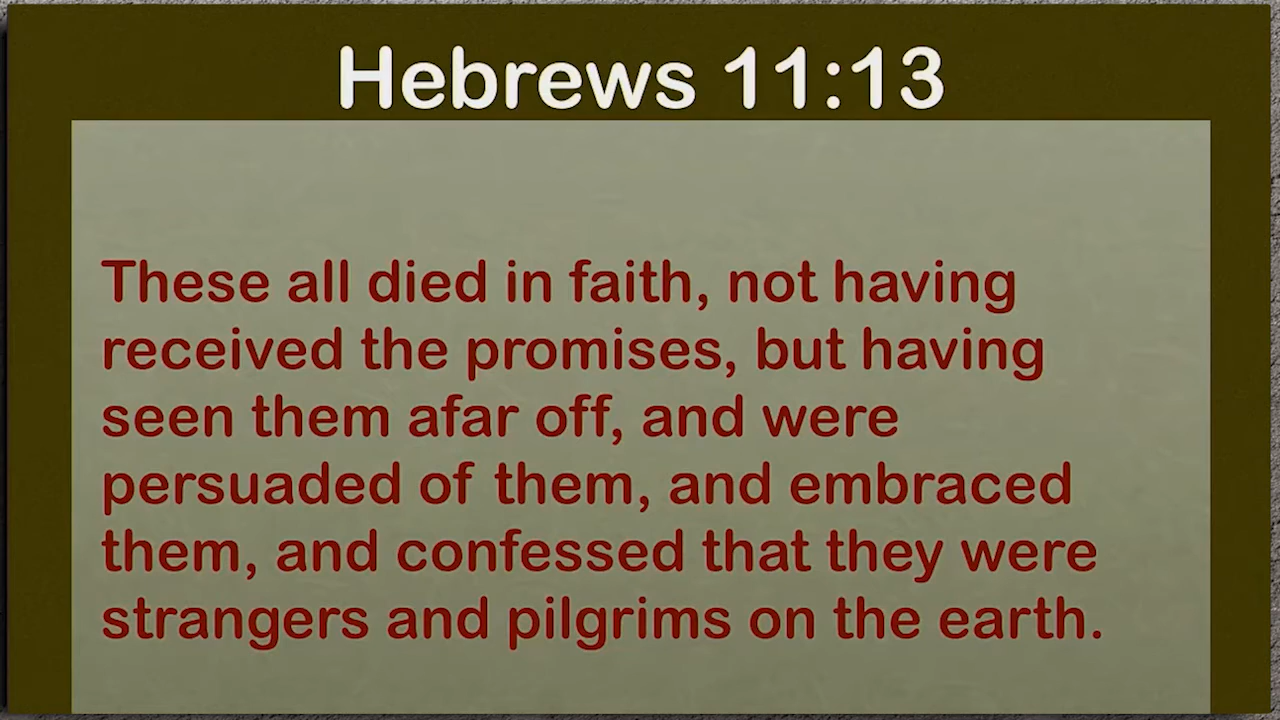 Hebrews 11:13
These all died in faith, not having
received the promises, but having
seen them afar off, and were
persuaded of them, and embraced
them, and confessed that they were
strangers and pilgrims on the earth.